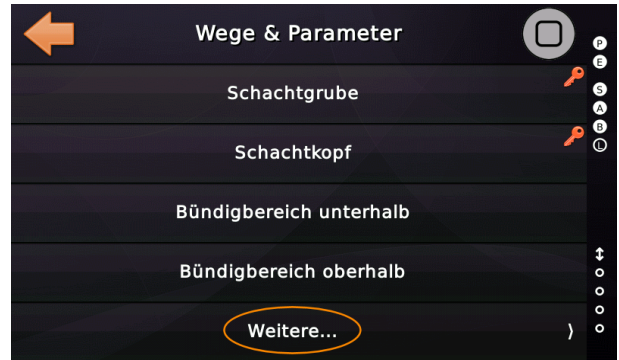 Wege & Parameter
Schachtgrube
Schachtkopf
Bündigbereich unterhalb
Bündigbereich oberhalb
Weitere...
P
E
S
A
B
L